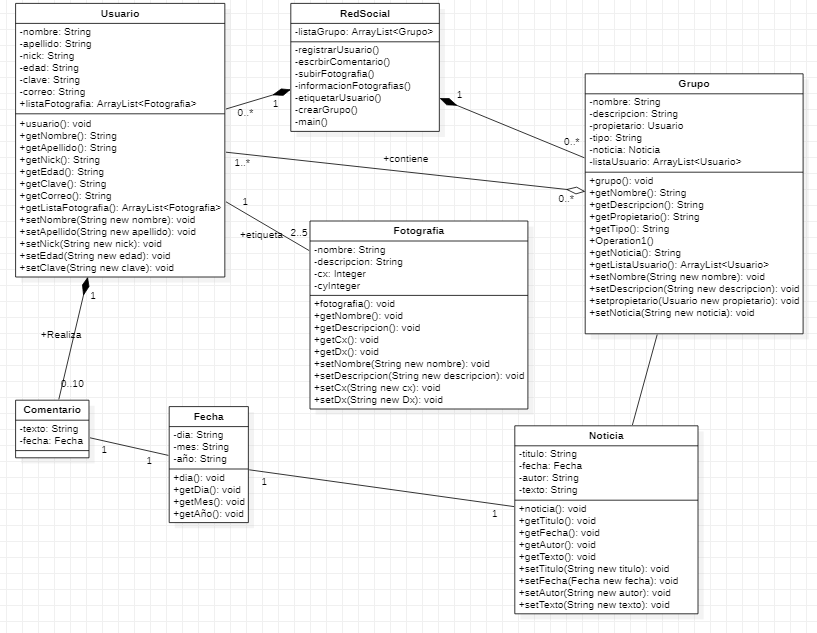 Usuario
-nombre: String
-apellido: String
-nick: String
-edad: String
-clave: String
-correo: String
+listaFotografia: ArrayList<Fotografia>
+usuario(): void
+getNombre(): String
+getApellido(): String
+getNick(): String
+getEdad(): String
+getClave(): String
+getCorreo(): String
+getListaFotografia(): ArrayList<Fotografia>
+setNombre(String new nombre): void
+setApellido(String new apellido): void
+setNick(String new nick): void
+setEdad(String new edad): void
+setClave(String new clave): void
RedSocial
-listaGrupo: ArrayList<Grupo>
-registrarUsuario()
-escrbirComentario()
-subirFotografia()
-informacionFotografias()
-etiquetarUsuario()
-crearGrupo()
-main()
1
0..*
1
0..*
Grupo
-nombre: String
-descripcion: String
-propietario: Usuario
-tipo: String
-noticia: Noticia
-listaUsuario: ArrayList<Usuario>
+grupo(): void
+getNombre(): String
+getDescripcion(): String
+getPropietario(): String
+getTipo(): String
+Operation1()
+getNoticia(): String
+getListaUsuario(): ArrayList<Usuario>
+setNombre(String new nombre): void
+setDescripcion(String new descripcion): void
+setpropietario(Usuario new propietario): void
+setNoticia(String new noticia): void
+contiene
1..*
0..*
1
+etiqueta
2..5
Fotografia
-nombre: String
-descripcion: String
-cx: Integer
-cyInteger
+fotografia(): void
+getNombre(): void
+getDescripcion(): void
+getCx(): void
+getDx(): void
+setNombre(String new nombre): void
+setDescripcion(String new descripcion): void
+setCx(String new cx): void
+setDx(String new Dx): void
1
+Realiza
0..10
Comentario
-texto: String
-fecha: Fecha
1
1
Fecha
-dia: String
-mes: String
-año: String
+dia(): void
+getDia(): void
+getMes(): void
+getAño(): void
1
1
Noticia
-titulo: String
-fecha: Fecha
-autor: String
-texto: String
+noticia(): void
+getTitulo(): void
+getFecha(): void
+getAutor(): void
+getTexto(): void
+setTitulo(String new titulo): void
+setFecha(Fecha new fecha): void
+setAutor(String new autor): void
+setTexto(String new texto): void